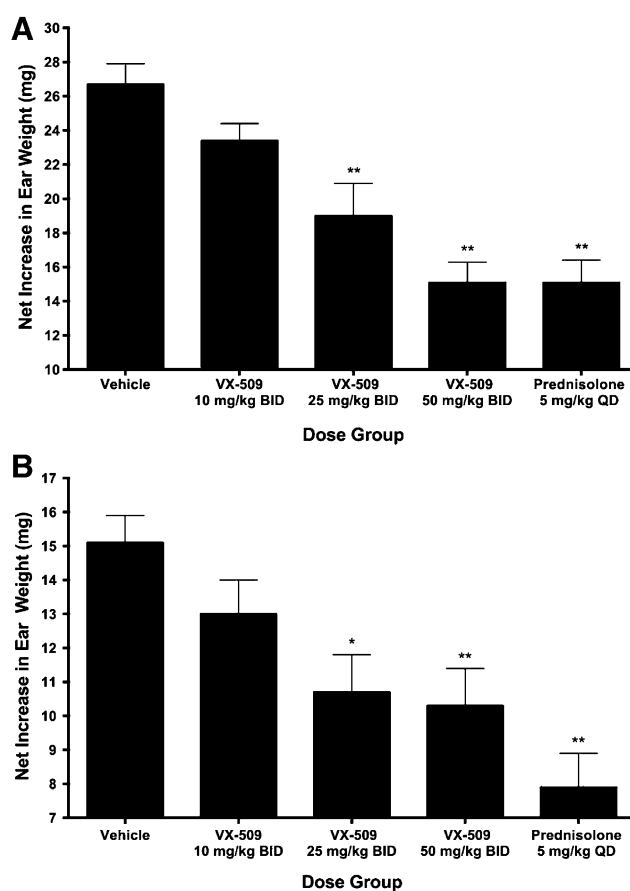 A
Net Increase in Ear Weight (mg)
30
28
26
24
22
20
18
16
14
12
10
**
**
**
Vehicle VX-509 VX-509 VX-509 Prednisolone
10 mg/kg BID 25 mg/kg BID 50 mg/kg BID 5 mg/kg QD
Dose Group
B
Net Increase in Ear Weight (mg)
17
16
15
14
13
12
11
10
9
8
7
*
**
**
Vehicle VX-509 VX-509 VX-509 Prednisolone
10 mg/kg BID 25 mg/kg BID 50 mg/kg BID 5 mg/kg QD
Dose Group